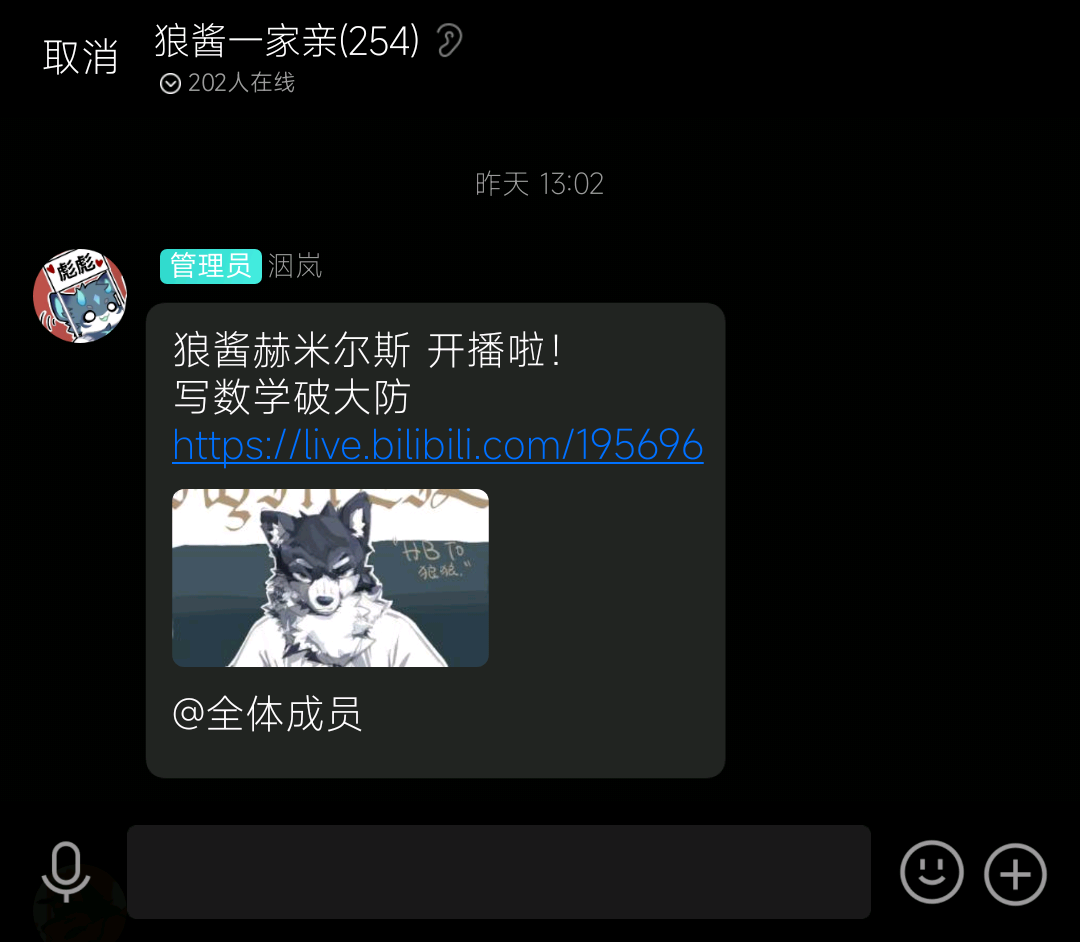 取消
狼酱一家亲(254)
202人在线
昨天 13:02
彪彪
管理员 洇岚
狼酱赫米尔斯 开播啦！
写数学破大防
https://live.bilibili.com/195696
"HB TO
狼狼."
@全体成员